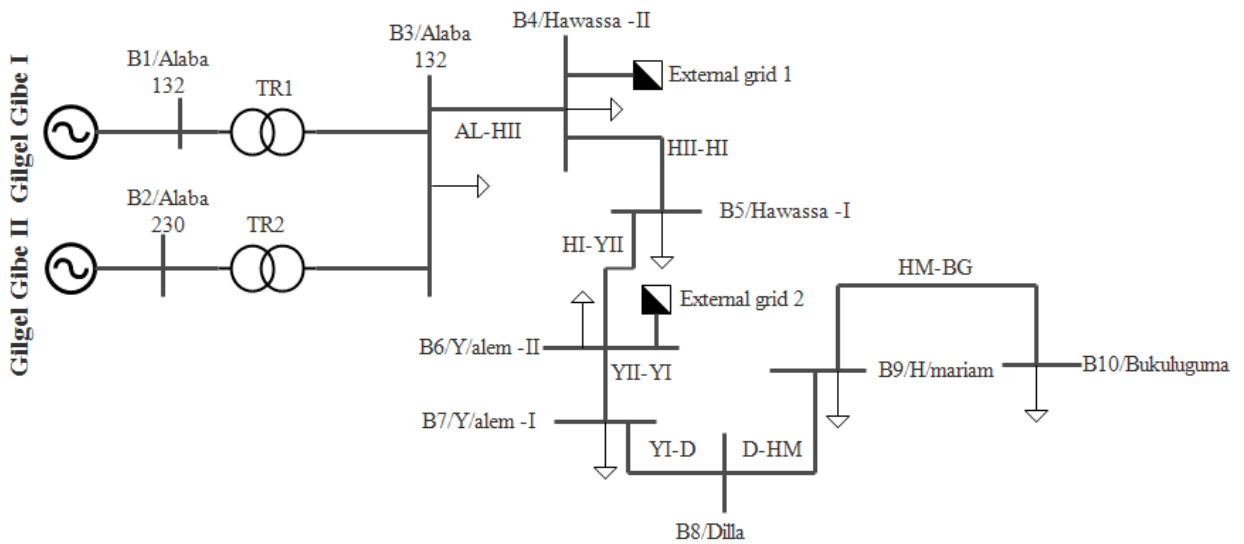 Gilgel Gibe I
Gilgel Gibe II
B1/Alaba
132
TR1
B2/Alaba
230
TR2
B3/Alaba
132
AL-HII
B4/Hawassa -II
External grid 1
HII-HI
B5/Hawassa -I
HI-YII
External grid 2
B6/Y/alem -II
YII-YI
B7/Y/alem -I
YI-D
D-HM
B8/Dilla
HM-BG
B9/H/mariam
B10/Bukuluguma